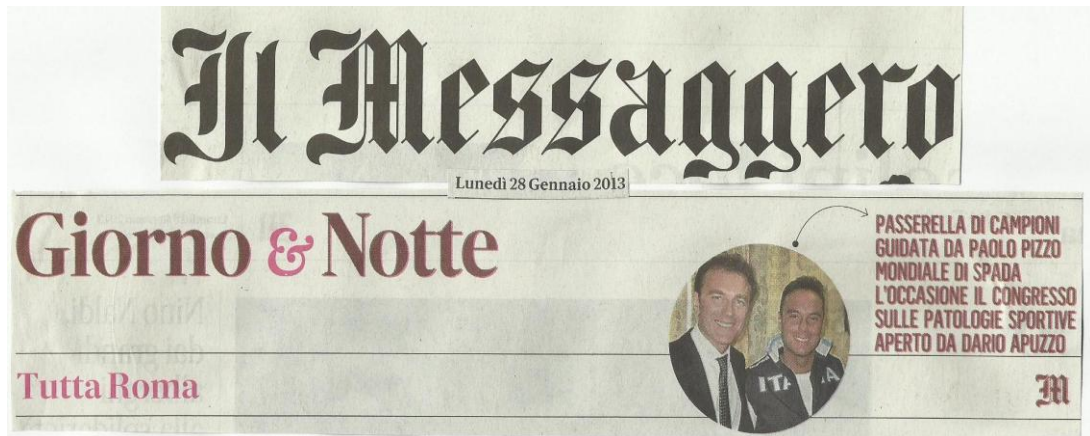 Il Messaggero
Lunedì 28 Gennaio 2013
Giorno & Notte
PASSERELLA DI CAMPIONI
GUIDATA DA PAOLO PIZZO
MONDIALE DI SPADA
L'OCCASIONE IL CONGRESSO
SULLE PATOLOGIE SPORTIVE
APERTO DA DARIO APUZZO
ITA
Tutta Roma
M